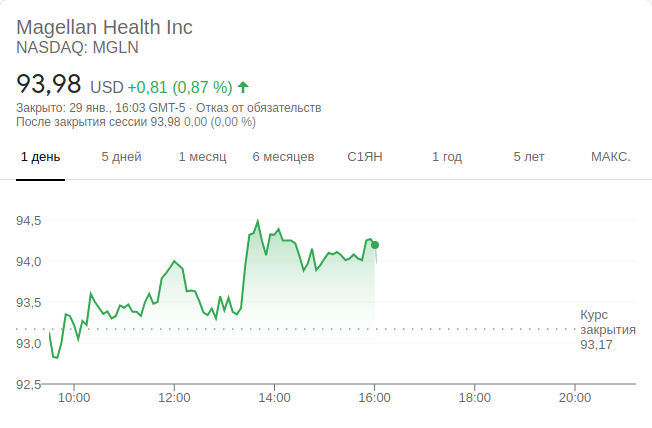 Magellan Health Inc
NASDAQ: MGLN
93,98 USD +0,81 (0,87 %)
Закрыто: 29 янв., 16:03 GMT-5 · Отказ от обязательств
После закрытия сессии 93,98 0,00 (0,00 %)
1 день 5 дней 1 месяц 6 месяцев С1ЯН 1 год 5 лет МАКС.
94,5
94,0
93,5
Курс
закрытия
93,17
93,0
92,5
10:00 12:00 14:00 16:00 18:00 20:00